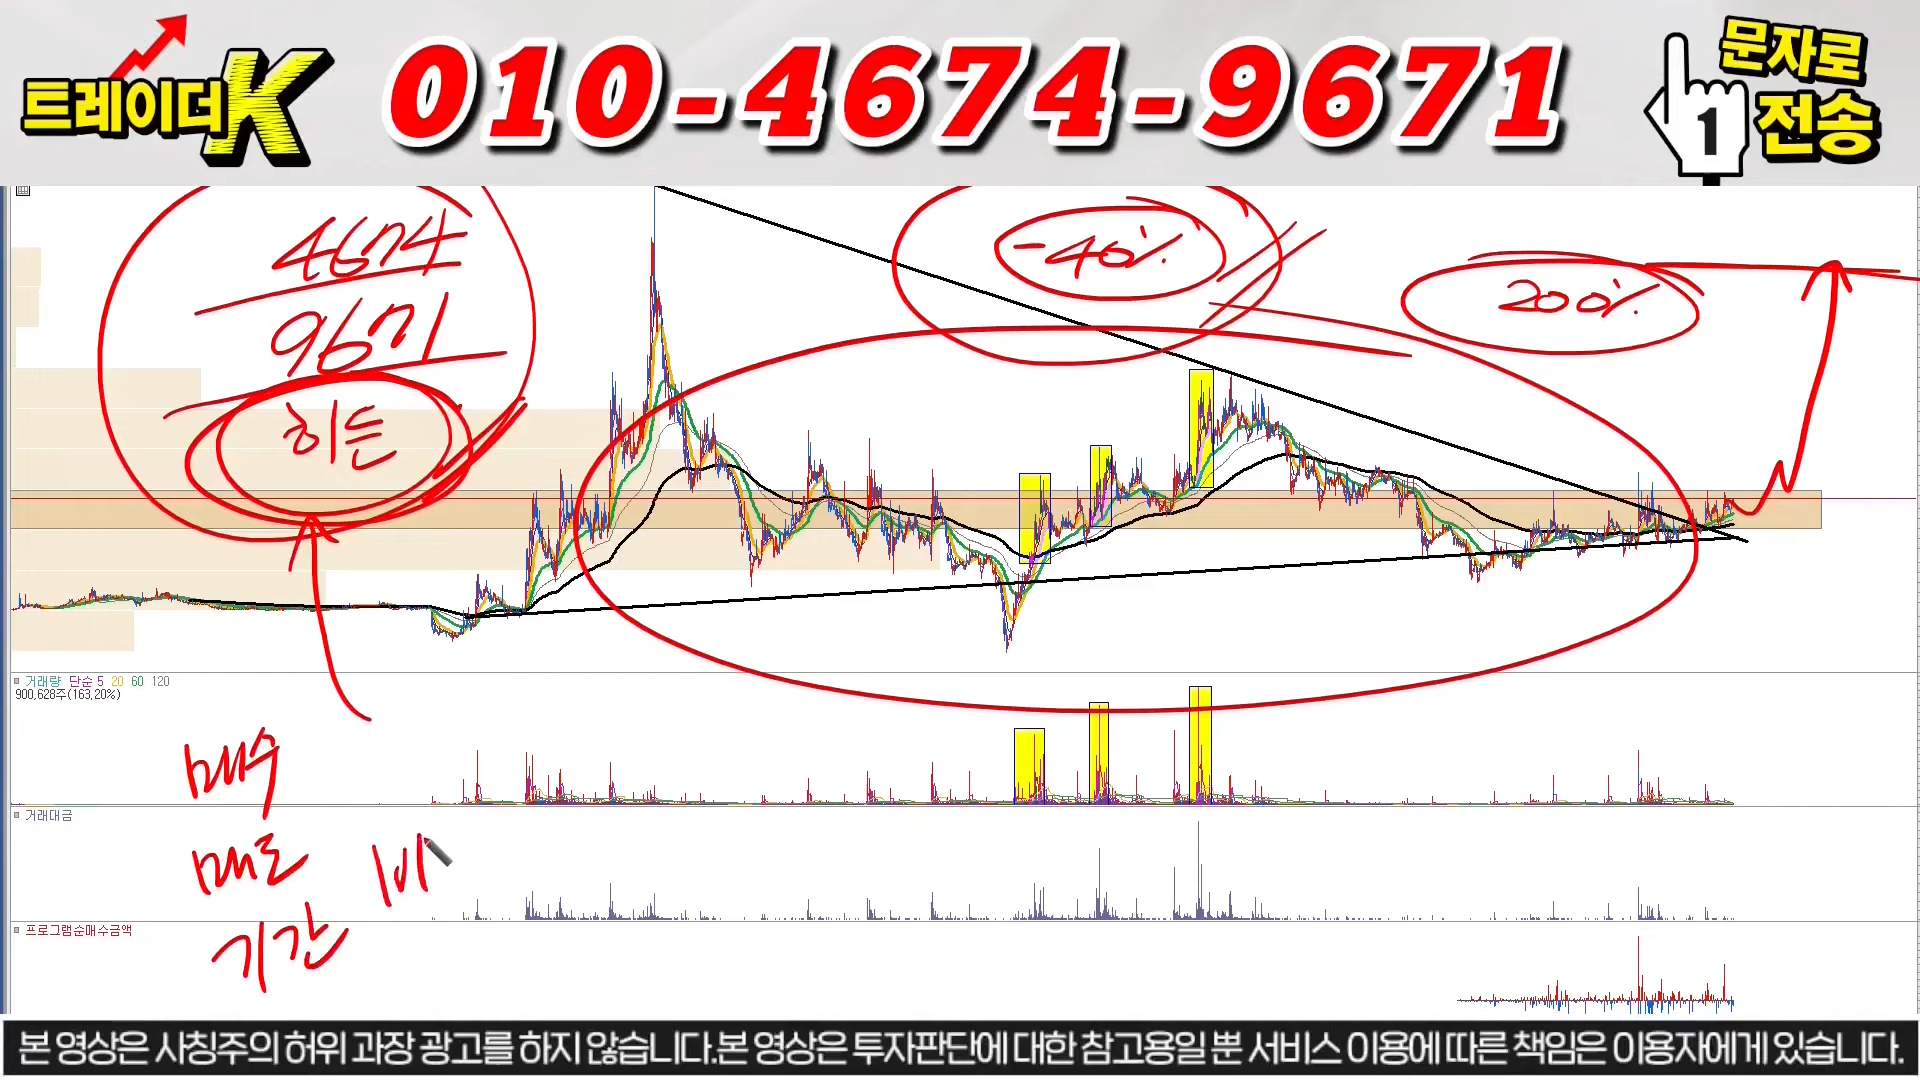 트레이더K
010-4674-9671
문자로
1
전송
4674
9671
히든
-40%
200%
거래량 단순 5 20 60 120
900,628주(163,20%)
매수
매도
기간
비
거래대금
프로그램순매수금액
본 영상은 사칭주의 허위 과장 광고를 하지 않습니다.본 영상은 투자판단에 대한 참고용일 뿐 서비스 이용에 따른 책임은 이용자에게 있습니다.